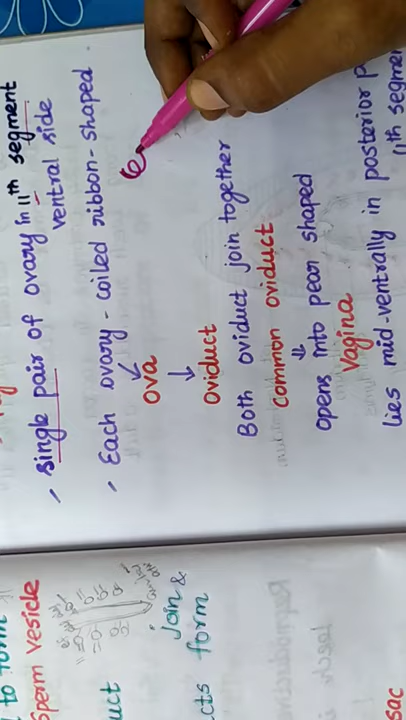 - single pair of ovary in 11th segment
ventral side
- Each ovary - coiled ribbon-shaped
ova
oviduct
Both oviduct join together
common oviduct
opens into pear shaped
vagina
lies mid-ventrally in posterior
11th segment
to form
sperm vesicle
uct
join &
cts form
sac